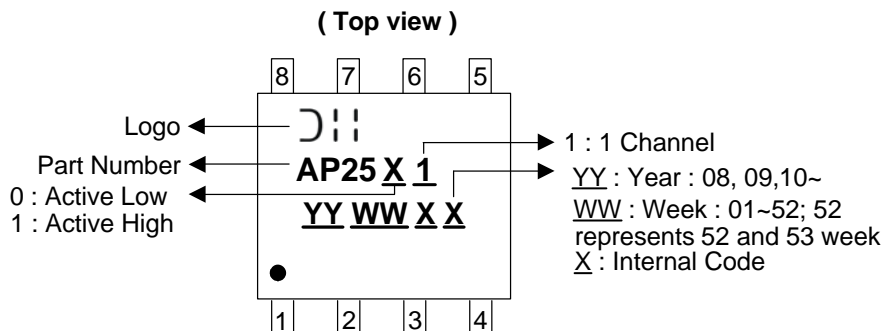 ( Top view )
8 7 6 5
Logo
Part Number
0 : Active Low
1 : Active High
AP25 X 1
YY WW X X
1 : 1 Channel
YY : Year : 08, 09,10~
WW : Week : 01~52; 52
represents 52 and 53 week
X : Internal Code
1 2 3 4